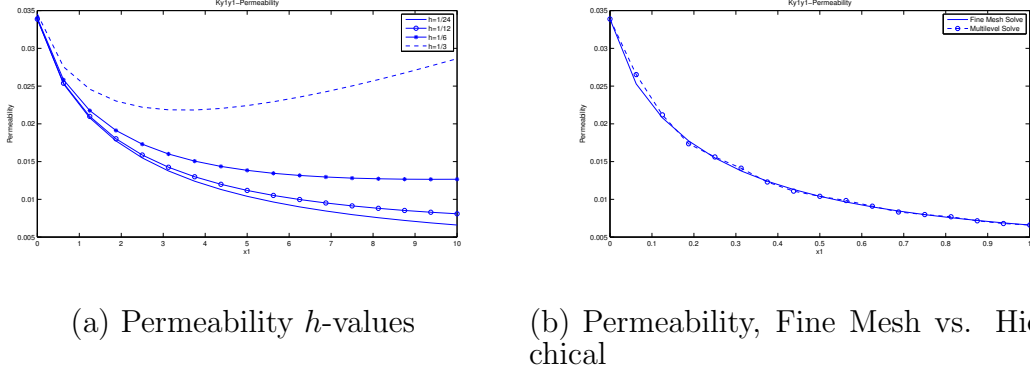 Ky1y1−Permeability
h=1/24
h=1/12
h=1/6
h=1/3
0.035
0.03
0.025
0.02
0.015
0.01
0.005
Permeability
0 1 2 3 4 5 6 7 8 9 10
x1
(a) Permeability h-values
Ky1y1−Permeability
Fine Mesh Solve
Multilevel Solve
0.035
0.03
0.025
0.02
0.015
0.01
0.005
Permeability
0 0.1 0.2 0.3 0.4 0.5 0.6 0.7 0.8 0.9 1
x1
(b) Permeability, Fine Mesh vs.
chical